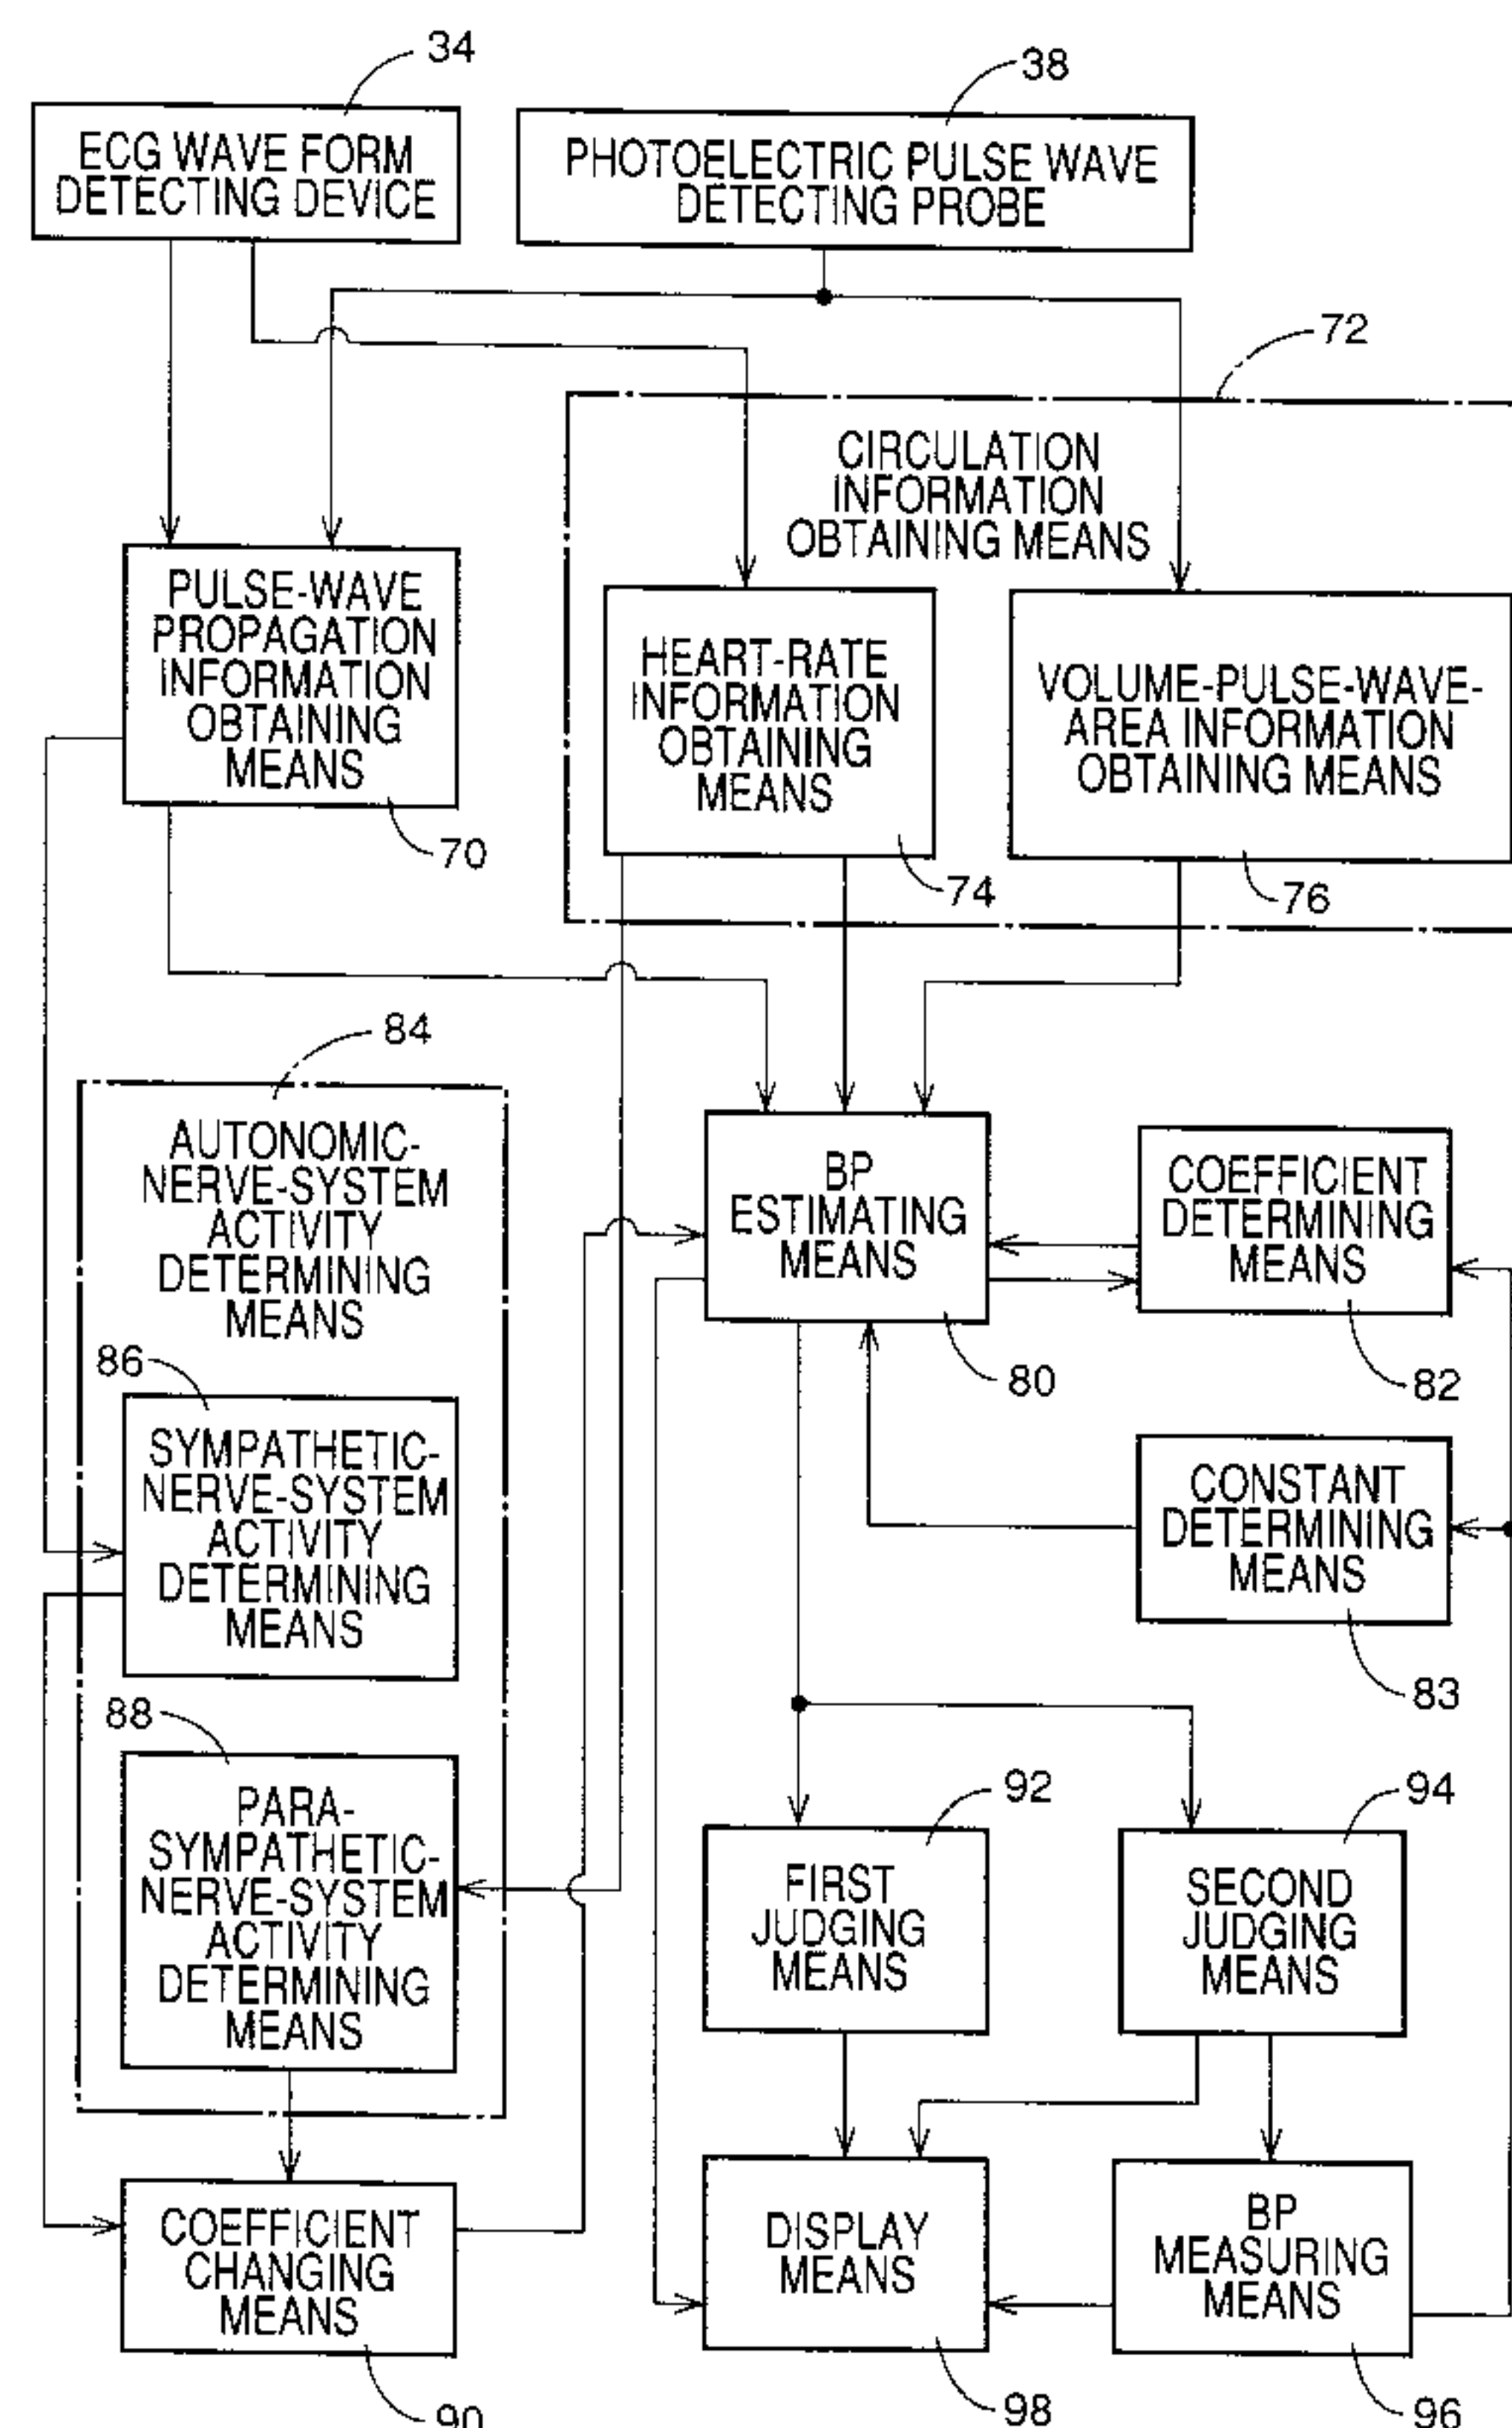 34
38
ECG WAVE FORM
DETECTING DEVICE
PHOTOELECTRIC PULSE WAVE
DETECTING PROBE
72
CIRCULATION
INFORMATION
OBTAINING MEANS
PULSE-WAVE
PROPAGATION
INFORMATION
OBTAINING
MEANS
70
HEART-RATE
INFORMATION
OBTAINING
MEANS
74
VOLUME-PULSE-WAVE-
AREA INFORMATION
OBTAINING MEANS
76
84
AUTONOMIC-
NERVE-SYSTEM
ACTIVITY
DETERMINING
MEANS
BP
ESTIMATING
MEANS
80
COEFFICIENT
DETERMINING
MEANS
82
86
SYMPATHETIC-
NERVE-SYSTEM
ACTIVITY
DETERMINING
MEANS
CONSTANT
DETERMINING
MEANS
83
88
PARA-
SYMPATHETIC-
NERVE-SYSTEM
ACTIVITY
DETERMINING
MEANS
92
FIRST
JUDGING
MEANS
94
SECOND
JUDGING
MEANS
COEFFICIENT
CHANGING
MEANS
90
DISPLAY
MEANS
98
BP
MEASURING
MEANS
96